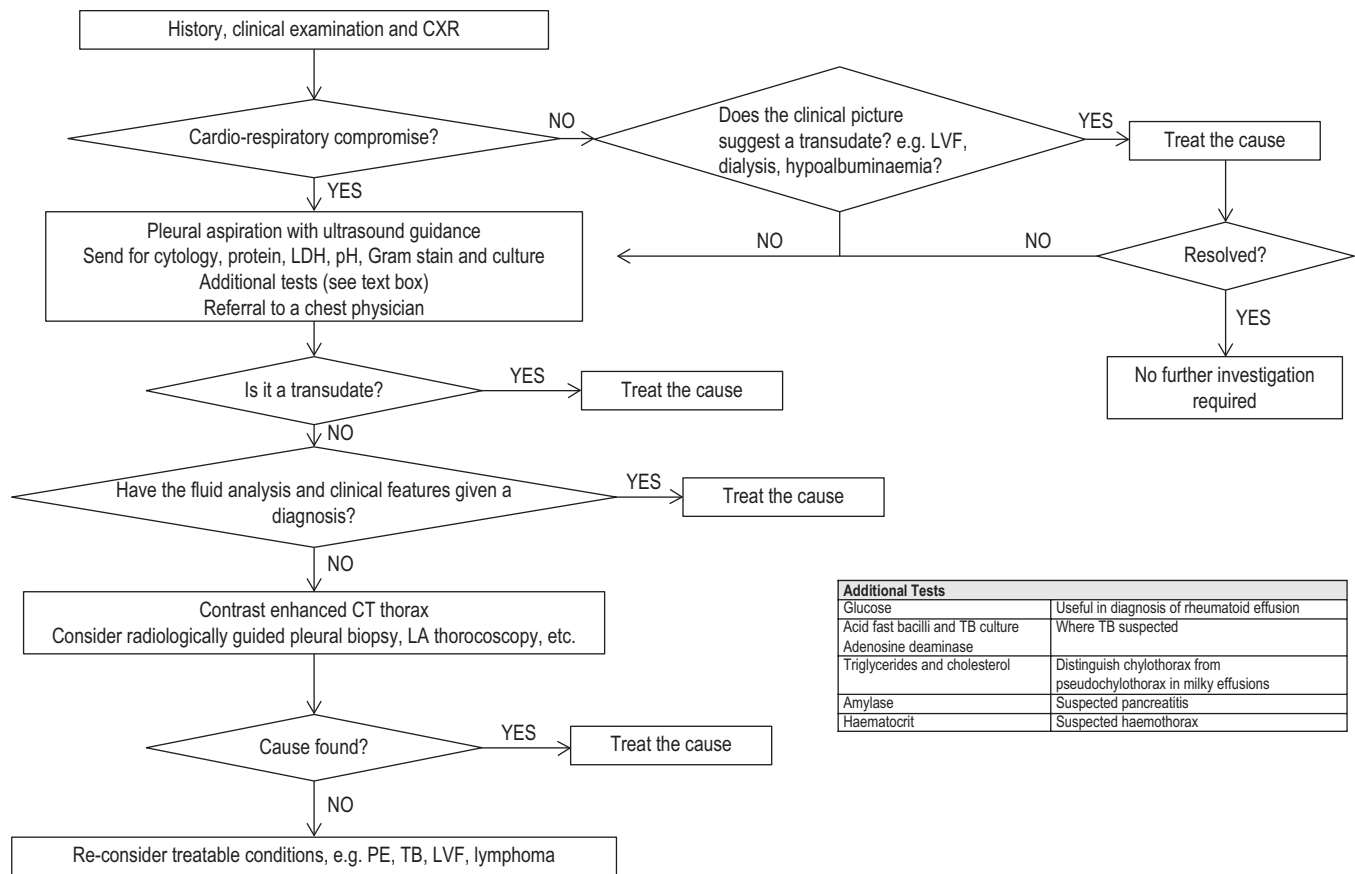 History, clinical examination and CXR
Cardio-respiratory compromise?
NO
Does the clinical picture
suggest a transudate? e.g. LVF,
dialysis, hypoalbuminaemia?
YES
Treat the cause
YES
Pleural aspiration with ultrasound guidance
Send for cytology, protein, LDH, pH, Gram stain and culture
Additional tests (see text box)
Referral to a chest physician
NO
NO
Resolved?
YES
No further investigation
required
Is it a transudate?
YES
Treat the cause
NO
Have the fluid analysis and clinical features given a
diagnosis?
YES
Treat the cause
NO
Contrast enhanced CT thorax
Consider radiologically guided pleural biopsy, LA thorocoscopy, etc.
Cause found?
YES
Treat the cause
NO
Re-consider treatable conditions, e.g. PE, TB, LVF, lymphoma
Additional Tests
Glucose Useful in diagnosis of rheumatoid effusion
Acid fast bacilli and TB culture Where TB suspected
Adenosine deaminase
Triglycerides and cholesterol Distinguish chylothorax from
pseudochylothorax in milky effusions
Amylase Suspected pancreatitis
Haematocrit Suspected haemothorax